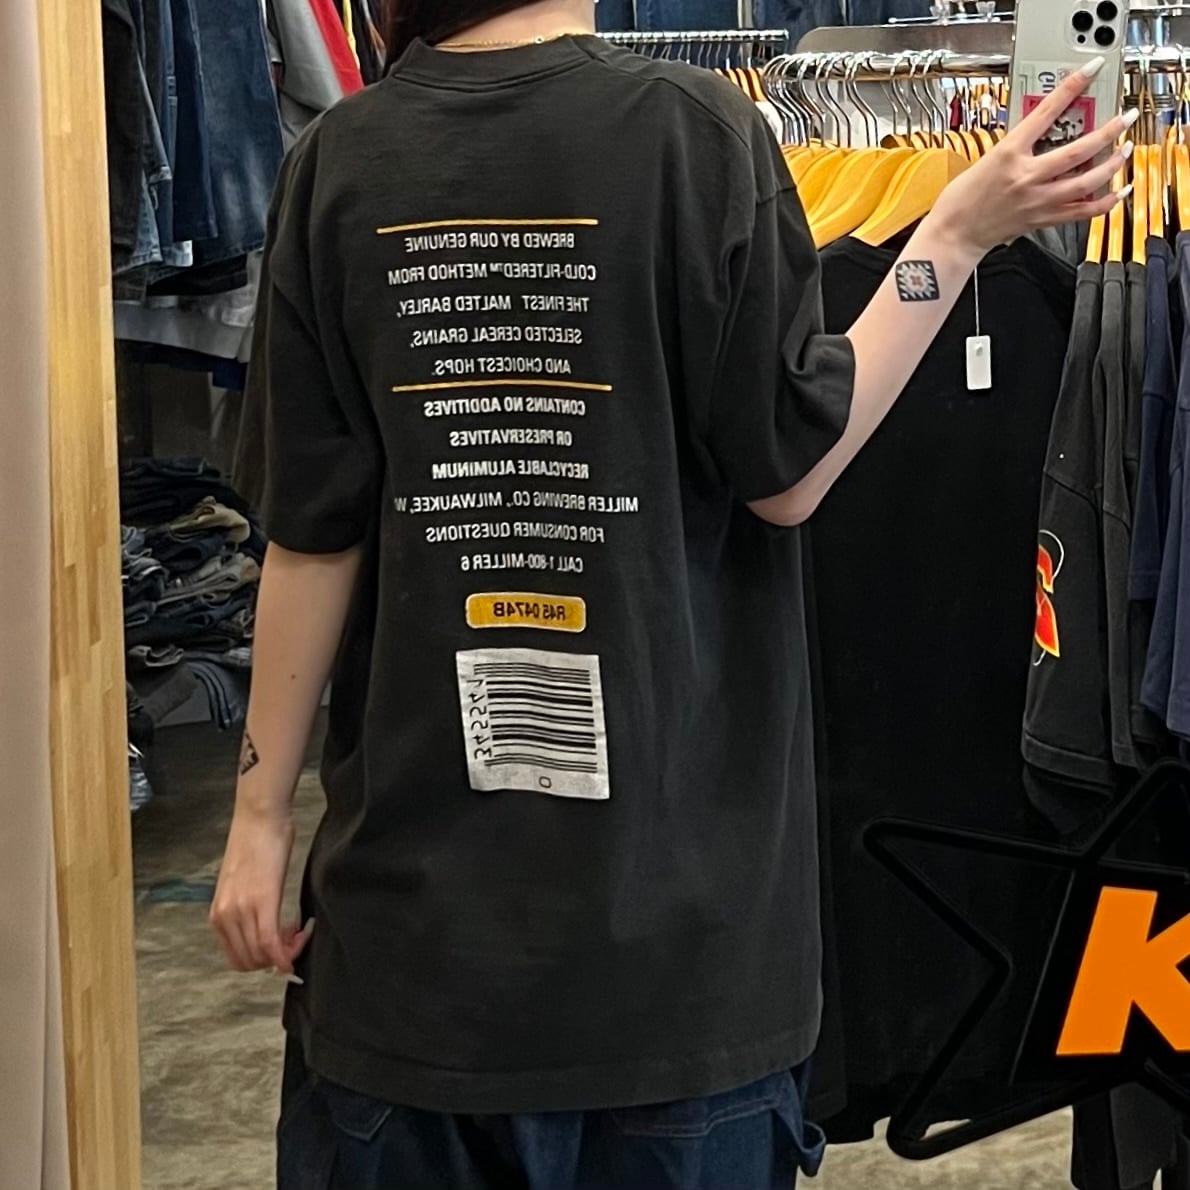 BREWED BY OUR GENUINE
COLD-FILTERED™ METHOD FROM
THE FINEST MALTED BARLEY,
SELECTED CEREAL GRAINS,
AND CHOICEST HOPS.
CONTAINS NO ADDITIVES
OR PRESERVATIVES
RECYCLABLE ALUMINUM
MILLER BREWING CO., MILWAUKEE, W
FOR CONSUMER QUESTIONS
CALL 1-800-MILLER 6
R45 0474B
0
K